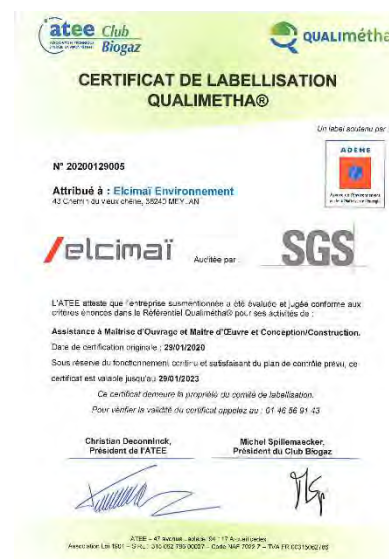 atee Club
Biogaz
QUALIMétha
CERTIFICAT DE LABELLISATION
QUALIMETHA®
Un label soutenu par :
ADEME
N° 20200129005
Attribué à : Elcimaï Environnement
43 Chemin du vieux chêne, 38240 MEYLAN
elcimaï
Auditée par
SGS
L'ATEE atteste que l'entreprise susmentionnée a été évaluée et jugée conforme aux
critères énoncés dans le Référentiel Qualimétha® pour ses activités de :
Assistance à Maîtrise d'Ouvrage et Maître d'Œuvre et Conception/Construction.
Date de certification originale : 29/01/2020
Sous réserve du fonctionnement continu et satisfaisant du plan de contrôle prévu, ce
certificat est valable jusqu'au 29/01/2023
Ce certificat demeure la propriété du comité de labellisation.
Pour vérifier la validité du certificat appelez au : 01 46 56 91 43
Christian Deconninck,
Président de l'ATEE
Michel Spillemaecker,
Président du Club Biogaz